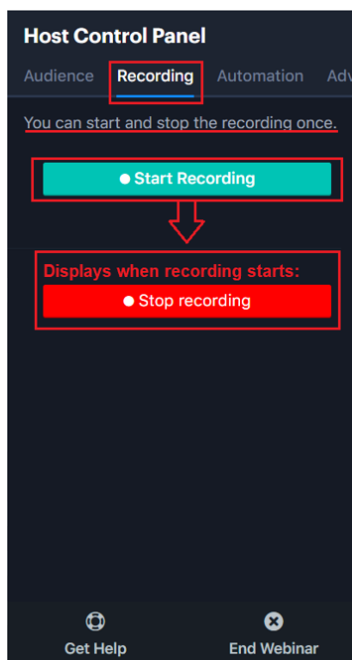 Host Control Panel
Audience Recording Automation Adv
You can start and stop the recording once.
Start Recording
Displays when recording starts:
Stop recording
Get Help End Webinar